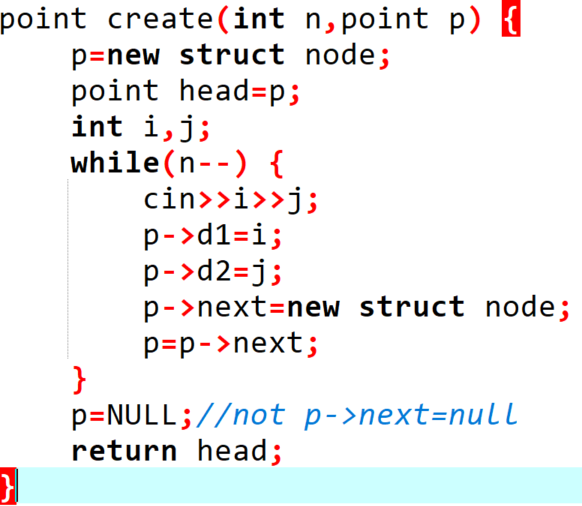 point create(int n,point p) {
p=new struct node;
point head=p;
int i,j;
while(n--) {
cin>>i>>j;
p->d1=i;
p->d2=j;
p->next=new struct node;
p=p->next;
}
p=NULL;//not p->next=null
return head;
}